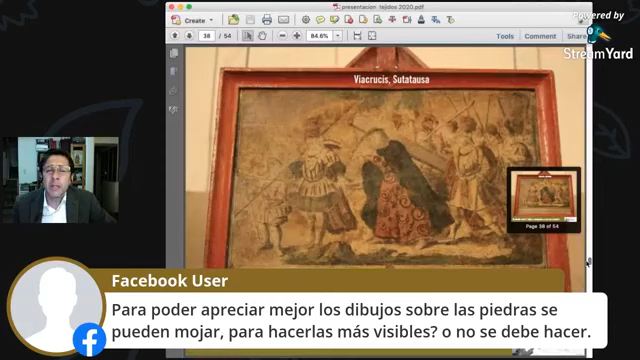 presentacion tejidos 2020.pdf
Create
38 / 54
84.6%
Tools
Comment
Share
Powered by
StreamYard
Viacrucis, Sutatausa
Page 38 of 54
Facebook User
Para poder apreciar mejor los dibujos sobre las piedras se
pueden mojar, para hacerlas más visibles? o no se debe hacer.